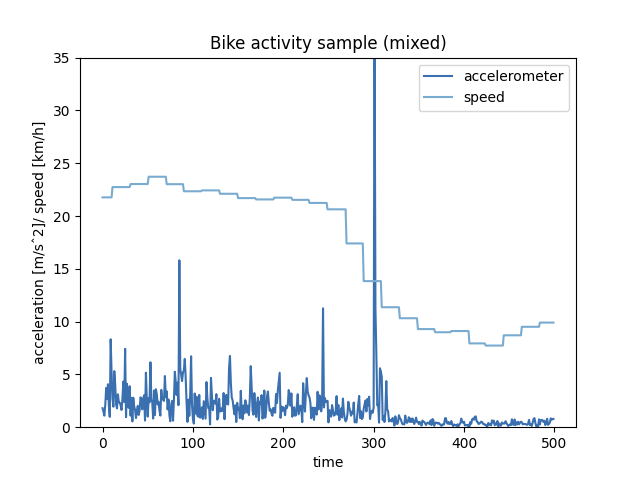 Bike activity sample (mixed)
accelerometer
speed
35
30
25
20
15
10
5
0
acceleration [m/sˆ2]/ speed [km/h]
0 100 200 300 400 500
time